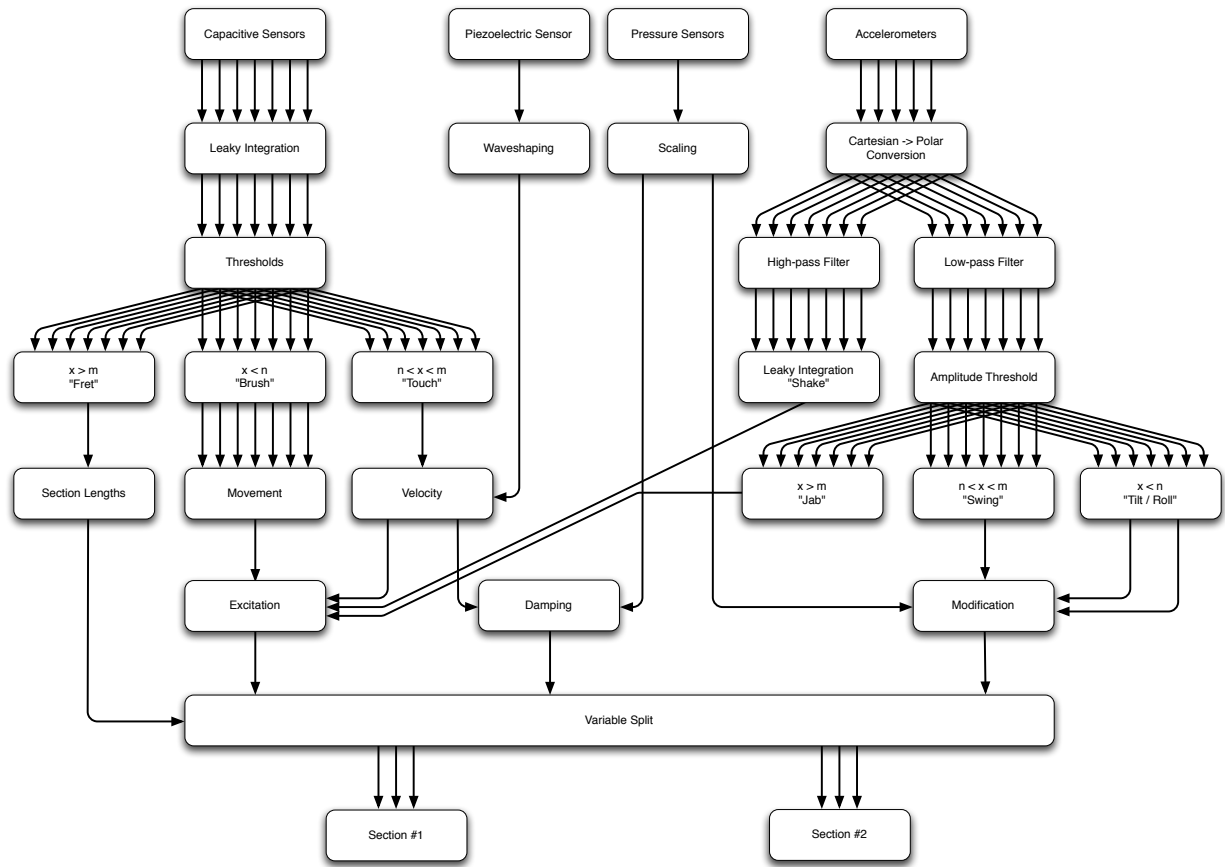 Capacitive Sensors
Piezoelectric Sensor
Pressure Sensors
Accelerometers
Leaky Integration
Waveshaping
Scaling
Cartesian -> Polar
Conversion
Thresholds
High-pass Filter
Low-pass Filter
x > m
"Fret"
x < n
"Brush"
n < x < m
"Touch"
Leaky Integration
"Shake"
Amplitude Threshold
Section Lengths
Movement
Velocity
x > m
"Jab"
n < x < m
"Swing"
x < n
"Tilt / Roll"
Excitation
Damping
Modification
Variable Split
Section #1
Section #2